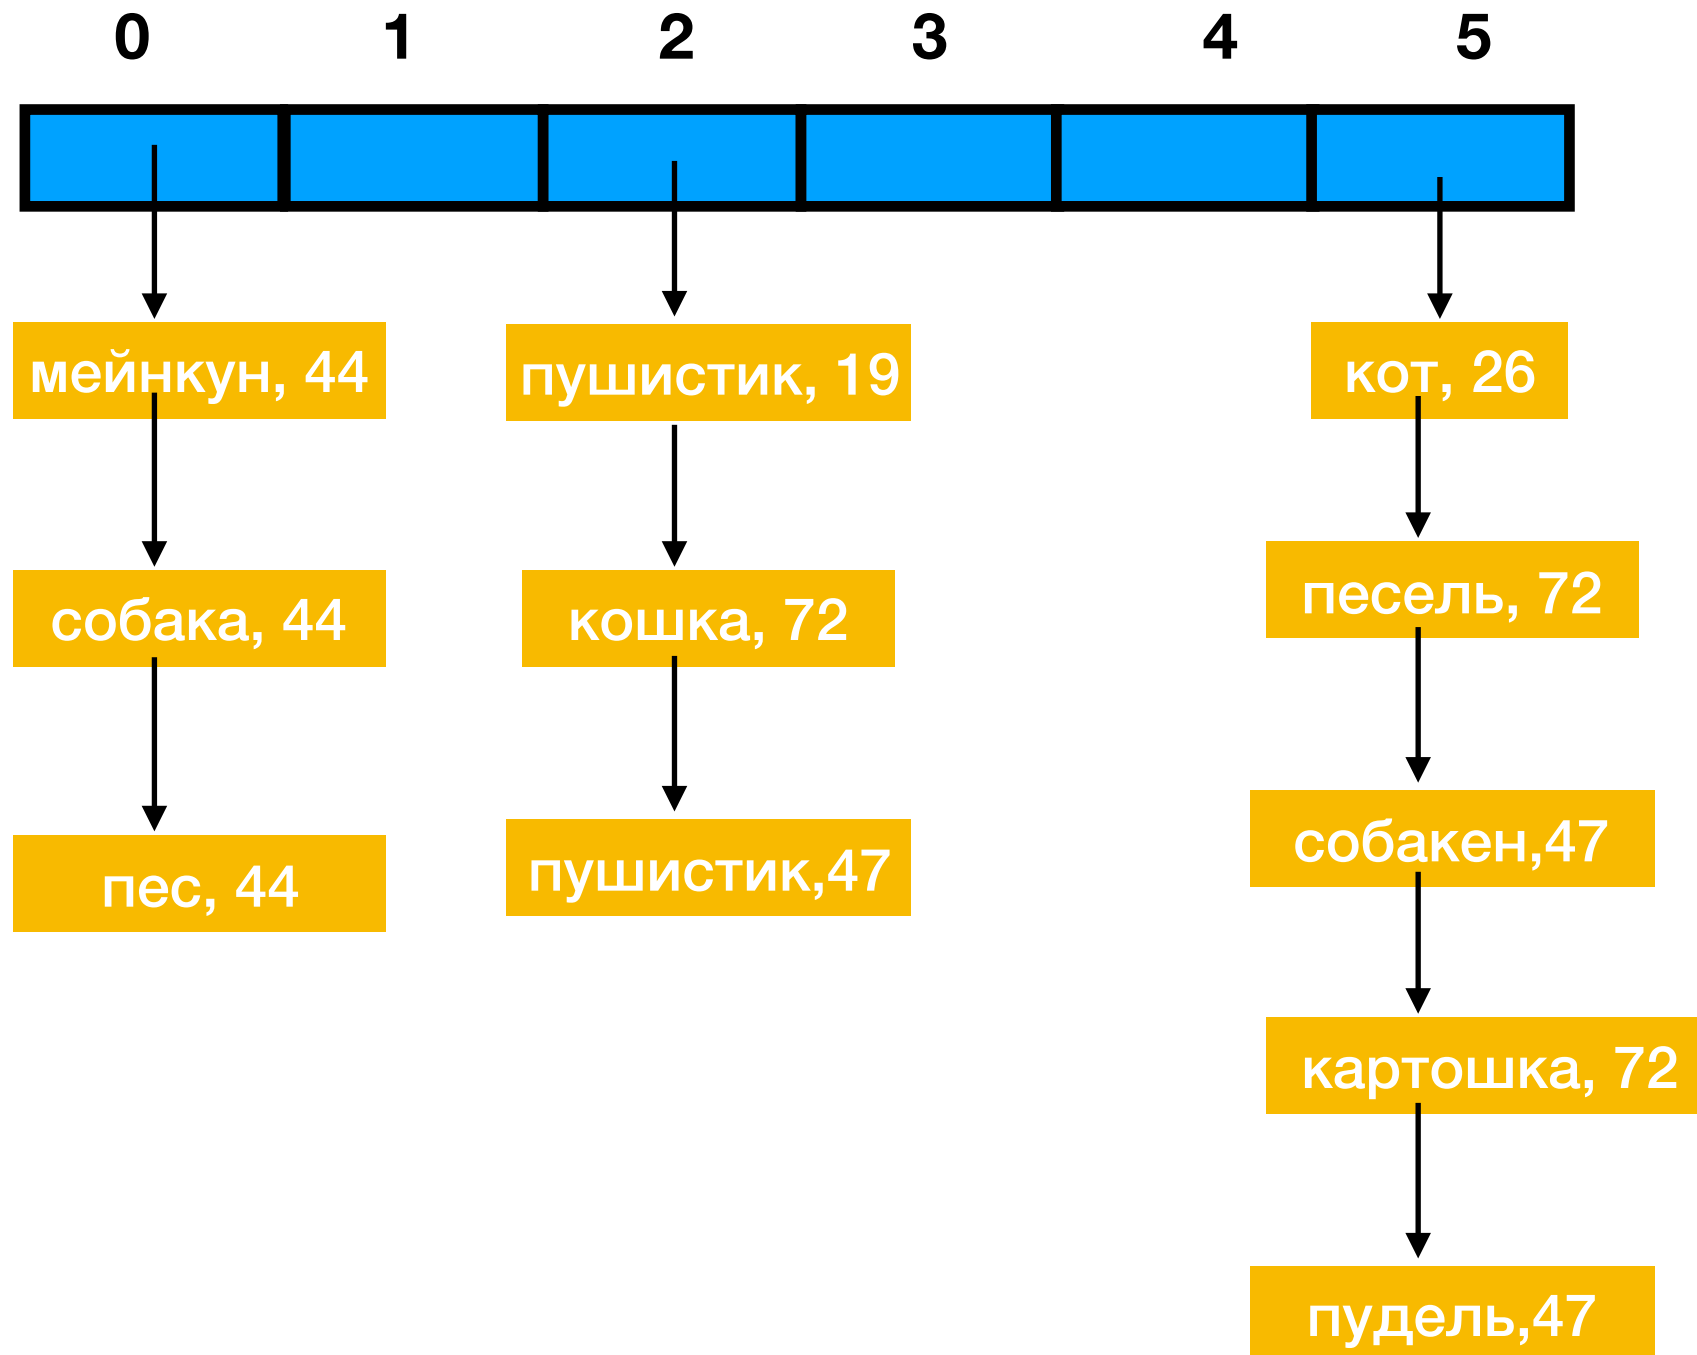 0 1 2 3 4 5
мейнкун, 44
собака, 44
пес, 44
пушистик, 19
кошка, 72
пушистик,47
кот, 26
песель, 72
собакен,47
картошка, 72
пудель,47